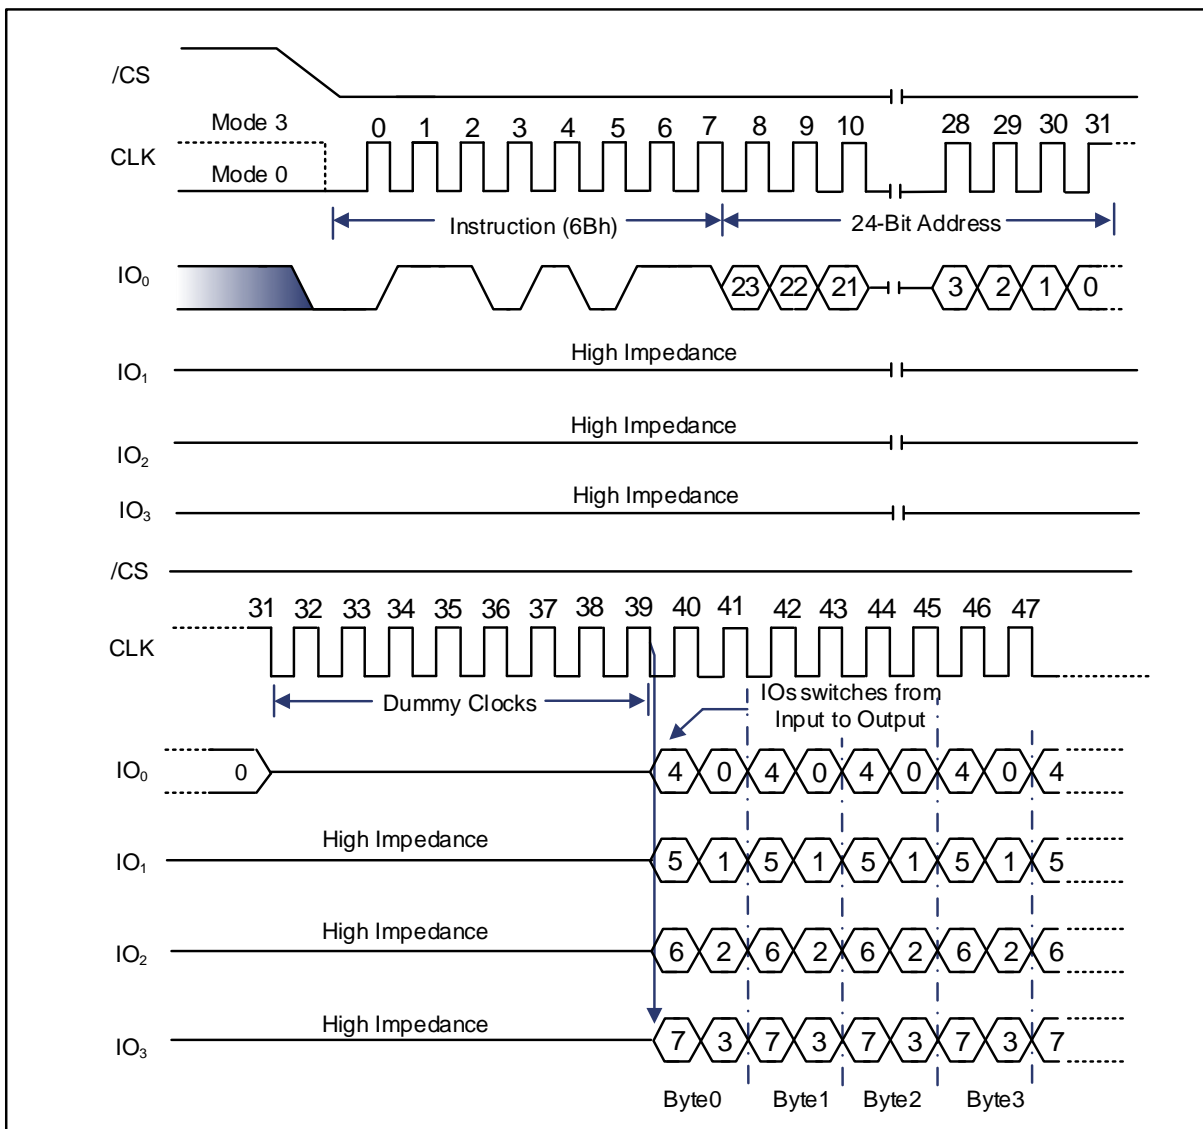 /CS
Mode 3
0 1 2 3 4 5 6 7 8 9 10 28 29 30 31
CLK
Mode 0
Instruction (6Bh)
24-Bit Address
IO0
23 22 21 3 2 1 0
High Impedance
IO1
High Impedance
IO2
High Impedance
IO3
/CS
31 32 33 34 35 36 37 38 39 40 41 42 43 44 45 46 47
CLK
Dummy Clocks
IOs switches from
Input to Output
IO0
0 4 0 4 0 4 0 4 0 4
High Impedance
IO1
5 1 5 1 5 1 5 1 5
High Impedance
IO2
6 2 6 2 6 2 6 2 6
High Impedance
IO3
7 3 7 3 7 3 7 3 7
Byte0 Byte1 Byte2 Byte3